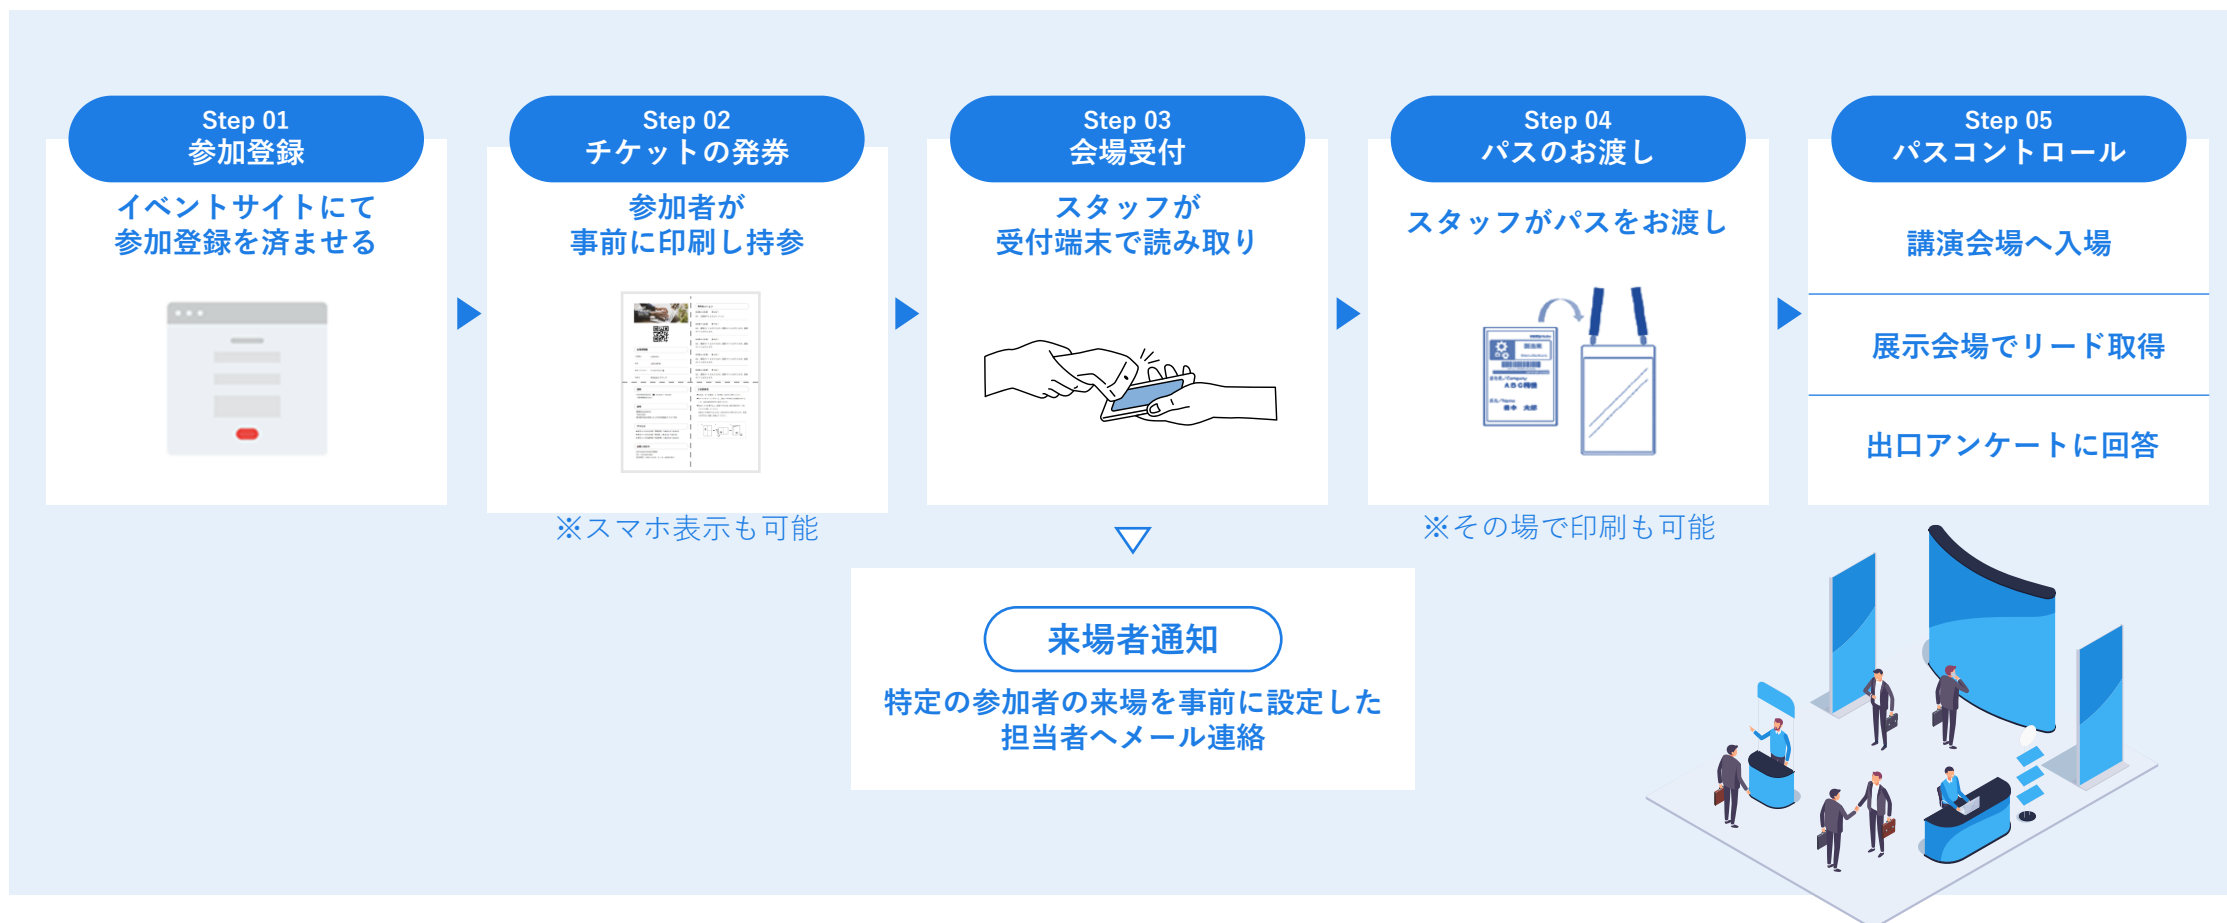 Step 01
参加登録
イベントサイトにて
参加登録を済ませる
Step 02
チケットの発券
参加者が
事前に印刷し持参
※スマホ表示も可能
Step 03
会場受付
スタッフが
受付端末で読み取り
来場者通知
特定の参加者の来場を事前に設定した
担当者へメール連絡
Step 04
パスのお渡し
スタッフがパスをお渡し
※その場で印刷も可能
Step 05
パスコントロール
講演会場へ入場
展示会場でリード取得
出口アンケートに回答